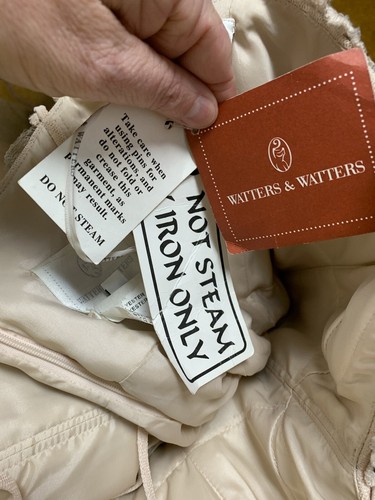 WATTERS & WATTERS
Take care when
using pins for
alterations, and
do not fold or
crease this
garment, as
permanent marks
may result.
DO NOT STEAM
NOT STEAM
IRON ONLY